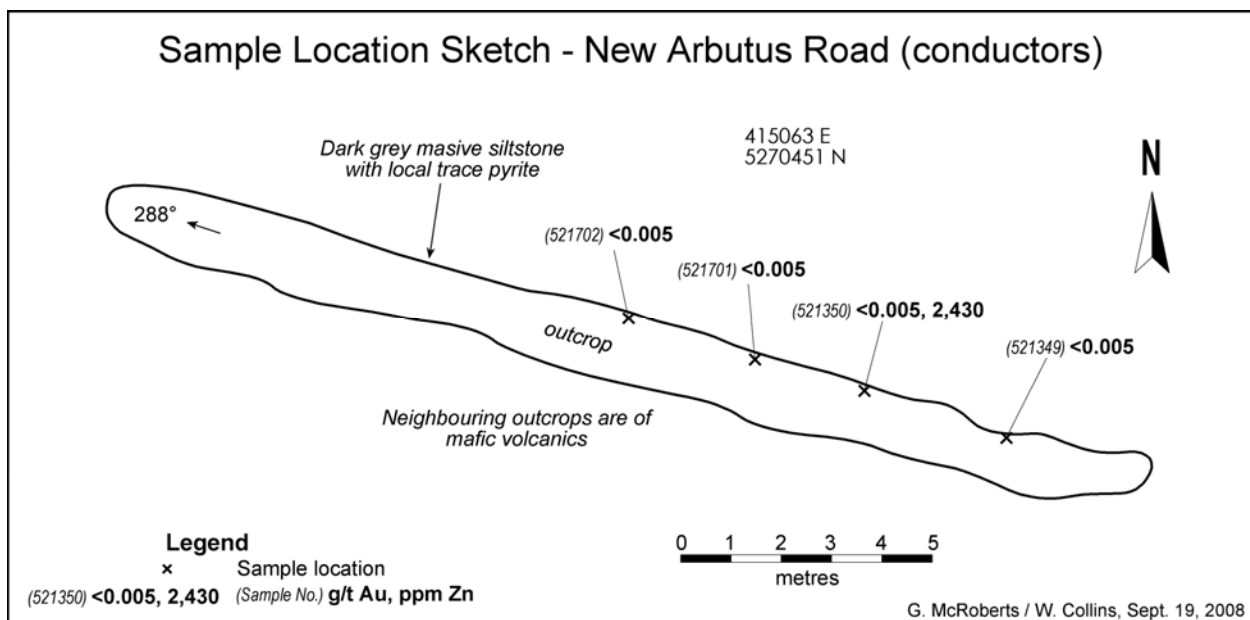 Sample Location Sketch - New Arbutus Road (conductors)
415063 E
5270451 N
Dark grey masive siltstone
with local trace pyrite
N
288°
(521702) <0.005
(521701) <0.005
(521350) <0.005, 2,430
(521349) <0.005
outcrop
Neighbouring outcrops are of
mafic volcanics
Legend
× Sample location
(521350) <0.005, 2,430 (Sample No.) g/t Au, ppm Zn
0 1 2 3 4 5
metres
G. McRoberts / W. Collins, Sept. 19, 2008